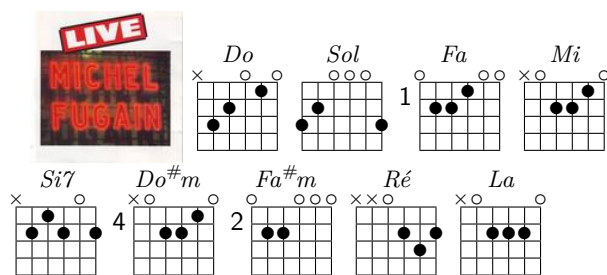 LIVE
MICHEL
FUGAIN
Do Sol Fa Mi
× × 
1
Si7 Do#m Fa#m Ré La
× 4 × 2 × × ×